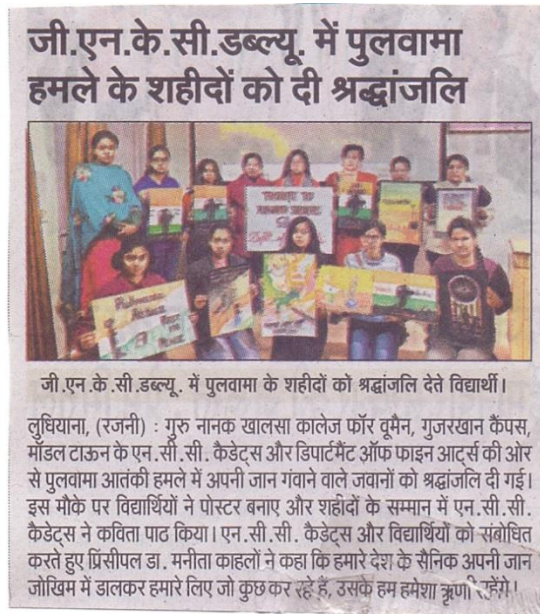 जी.एन.के.सी.डब्ल्यू. में पुलवामा
हमले के शहीदों को दी श्रद्धांजलि
TRIBUTE TO
जी.एन.के.सी.डब्ल्यू. में पुलवामा के शहीदों को श्रद्धांजलि देते विद्यार्थी।
लुधियाना, (रजनी) : गुरु नानक खालसा कालेज फॉर वूमैन, गुजरखान कैंपस,
मॉडल टाऊन के एन.सी.सी. कैडेट्स और डिपार्टमैंट ऑफ फाइन आर्ट्स की ओर
से पुलवामा आतंकी हमले में अपनी जान गंवाने वाले जवानों को श्रद्धांजलि दी गई।
इस मौके पर विद्यार्थियों ने पोस्टर बनाए और शहीदों के सम्मान में एन.सी.सी.
कैडेट्स ने कविता पाठ किया। एन.सी.सी. कैडेट्स और विद्यार्थियों को संबोधित
करते हुए प्रिंसीपल डा. मनीता काहलों ने कहा कि हमारे देश के सैनिक अपनी जान
जोखिम में डालकर हमारे लिए जो कुछ कर रहे हैं, उसके हम हमेशा ऋणी रहेंगे।